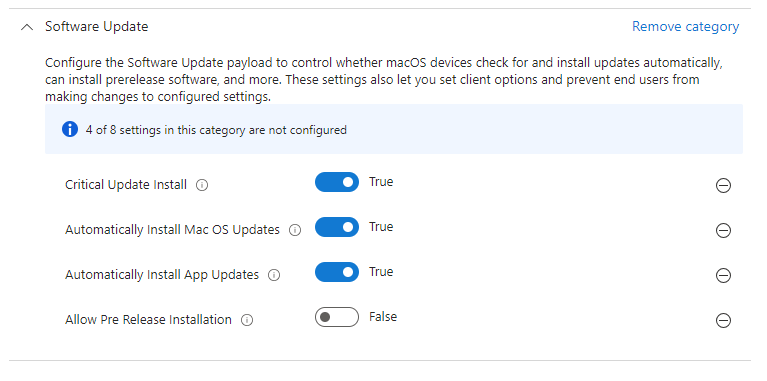 Software Update
Remove category
Configure the Software Update payload to control whether macOS devices check for and install updates automatically,
can install prerelease software, and more. These settings also let you set client options and prevent end users from
making changes to configured settings.
4 of 8 settings in this category are not configured
Critical Update Install
True
Automatically Install Mac OS Updates
True
Automatically Install App Updates
True
Allow Pre Release Installation
False